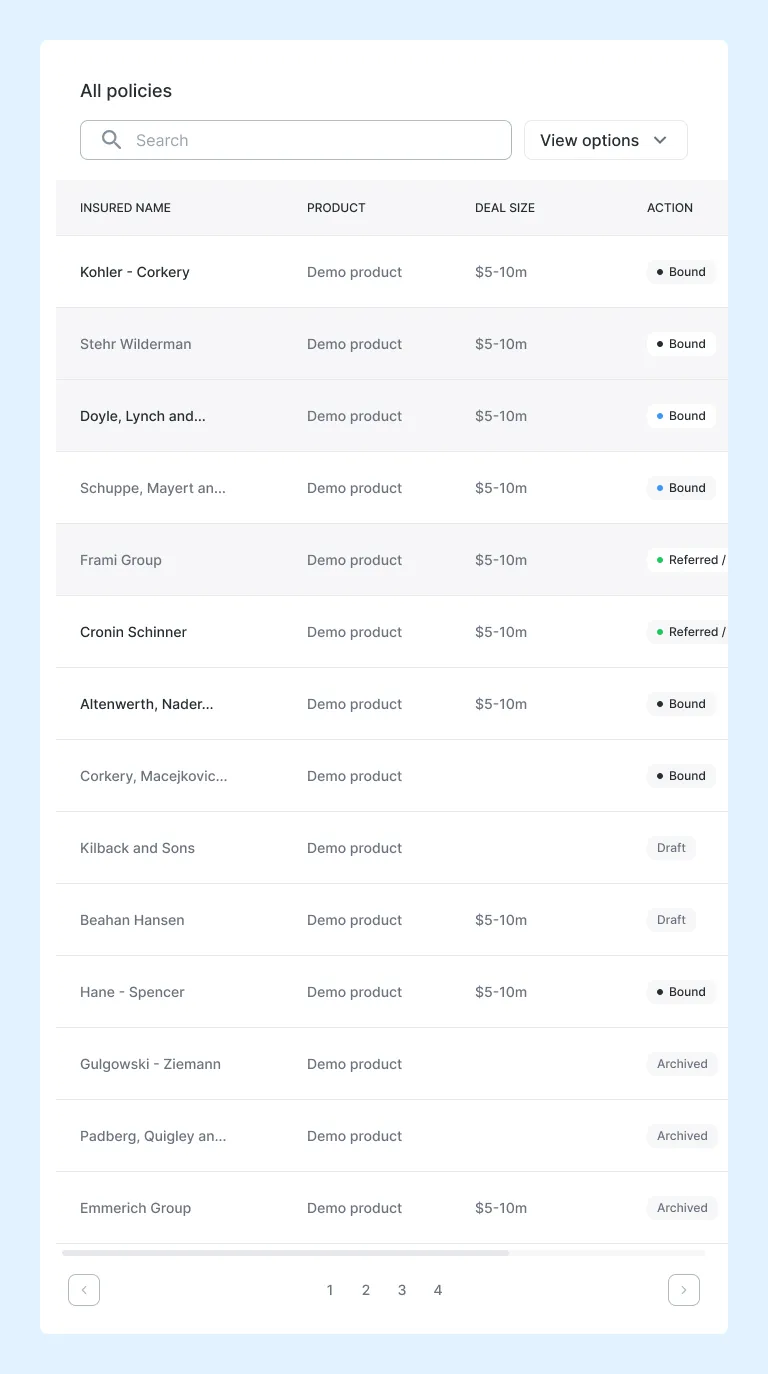 All policies
Search
View options
INSURED NAME PRODUCT DEAL SIZE ACTION
Kohler - Corkery Demo product $5-10m Bound
Stehr Wilderman Demo product $5-10m Bound
Doyle, Lynch and... Demo product $5-10m Bound
Schuppe, Mayert an... Demo product $5-10m Bound
Frami Group Demo product $5-10m Referred /
Cronin Schinner Demo product $5-10m Referred /
Altenwerth, Nader... Demo product $5-10m Bound
Corkery, Macejkovic... Demo product Bound
Kilback and Sons Demo product Draft
Beahan Hansen Demo product $5-10m Draft
Hane - Spencer Demo product $5-10m Bound
Gulgowski - Ziemann Demo product Archived
Padberg, Quigley an... Demo product Archived
Emmerich Group Demo product $5-10m Archived
1 2 3 4